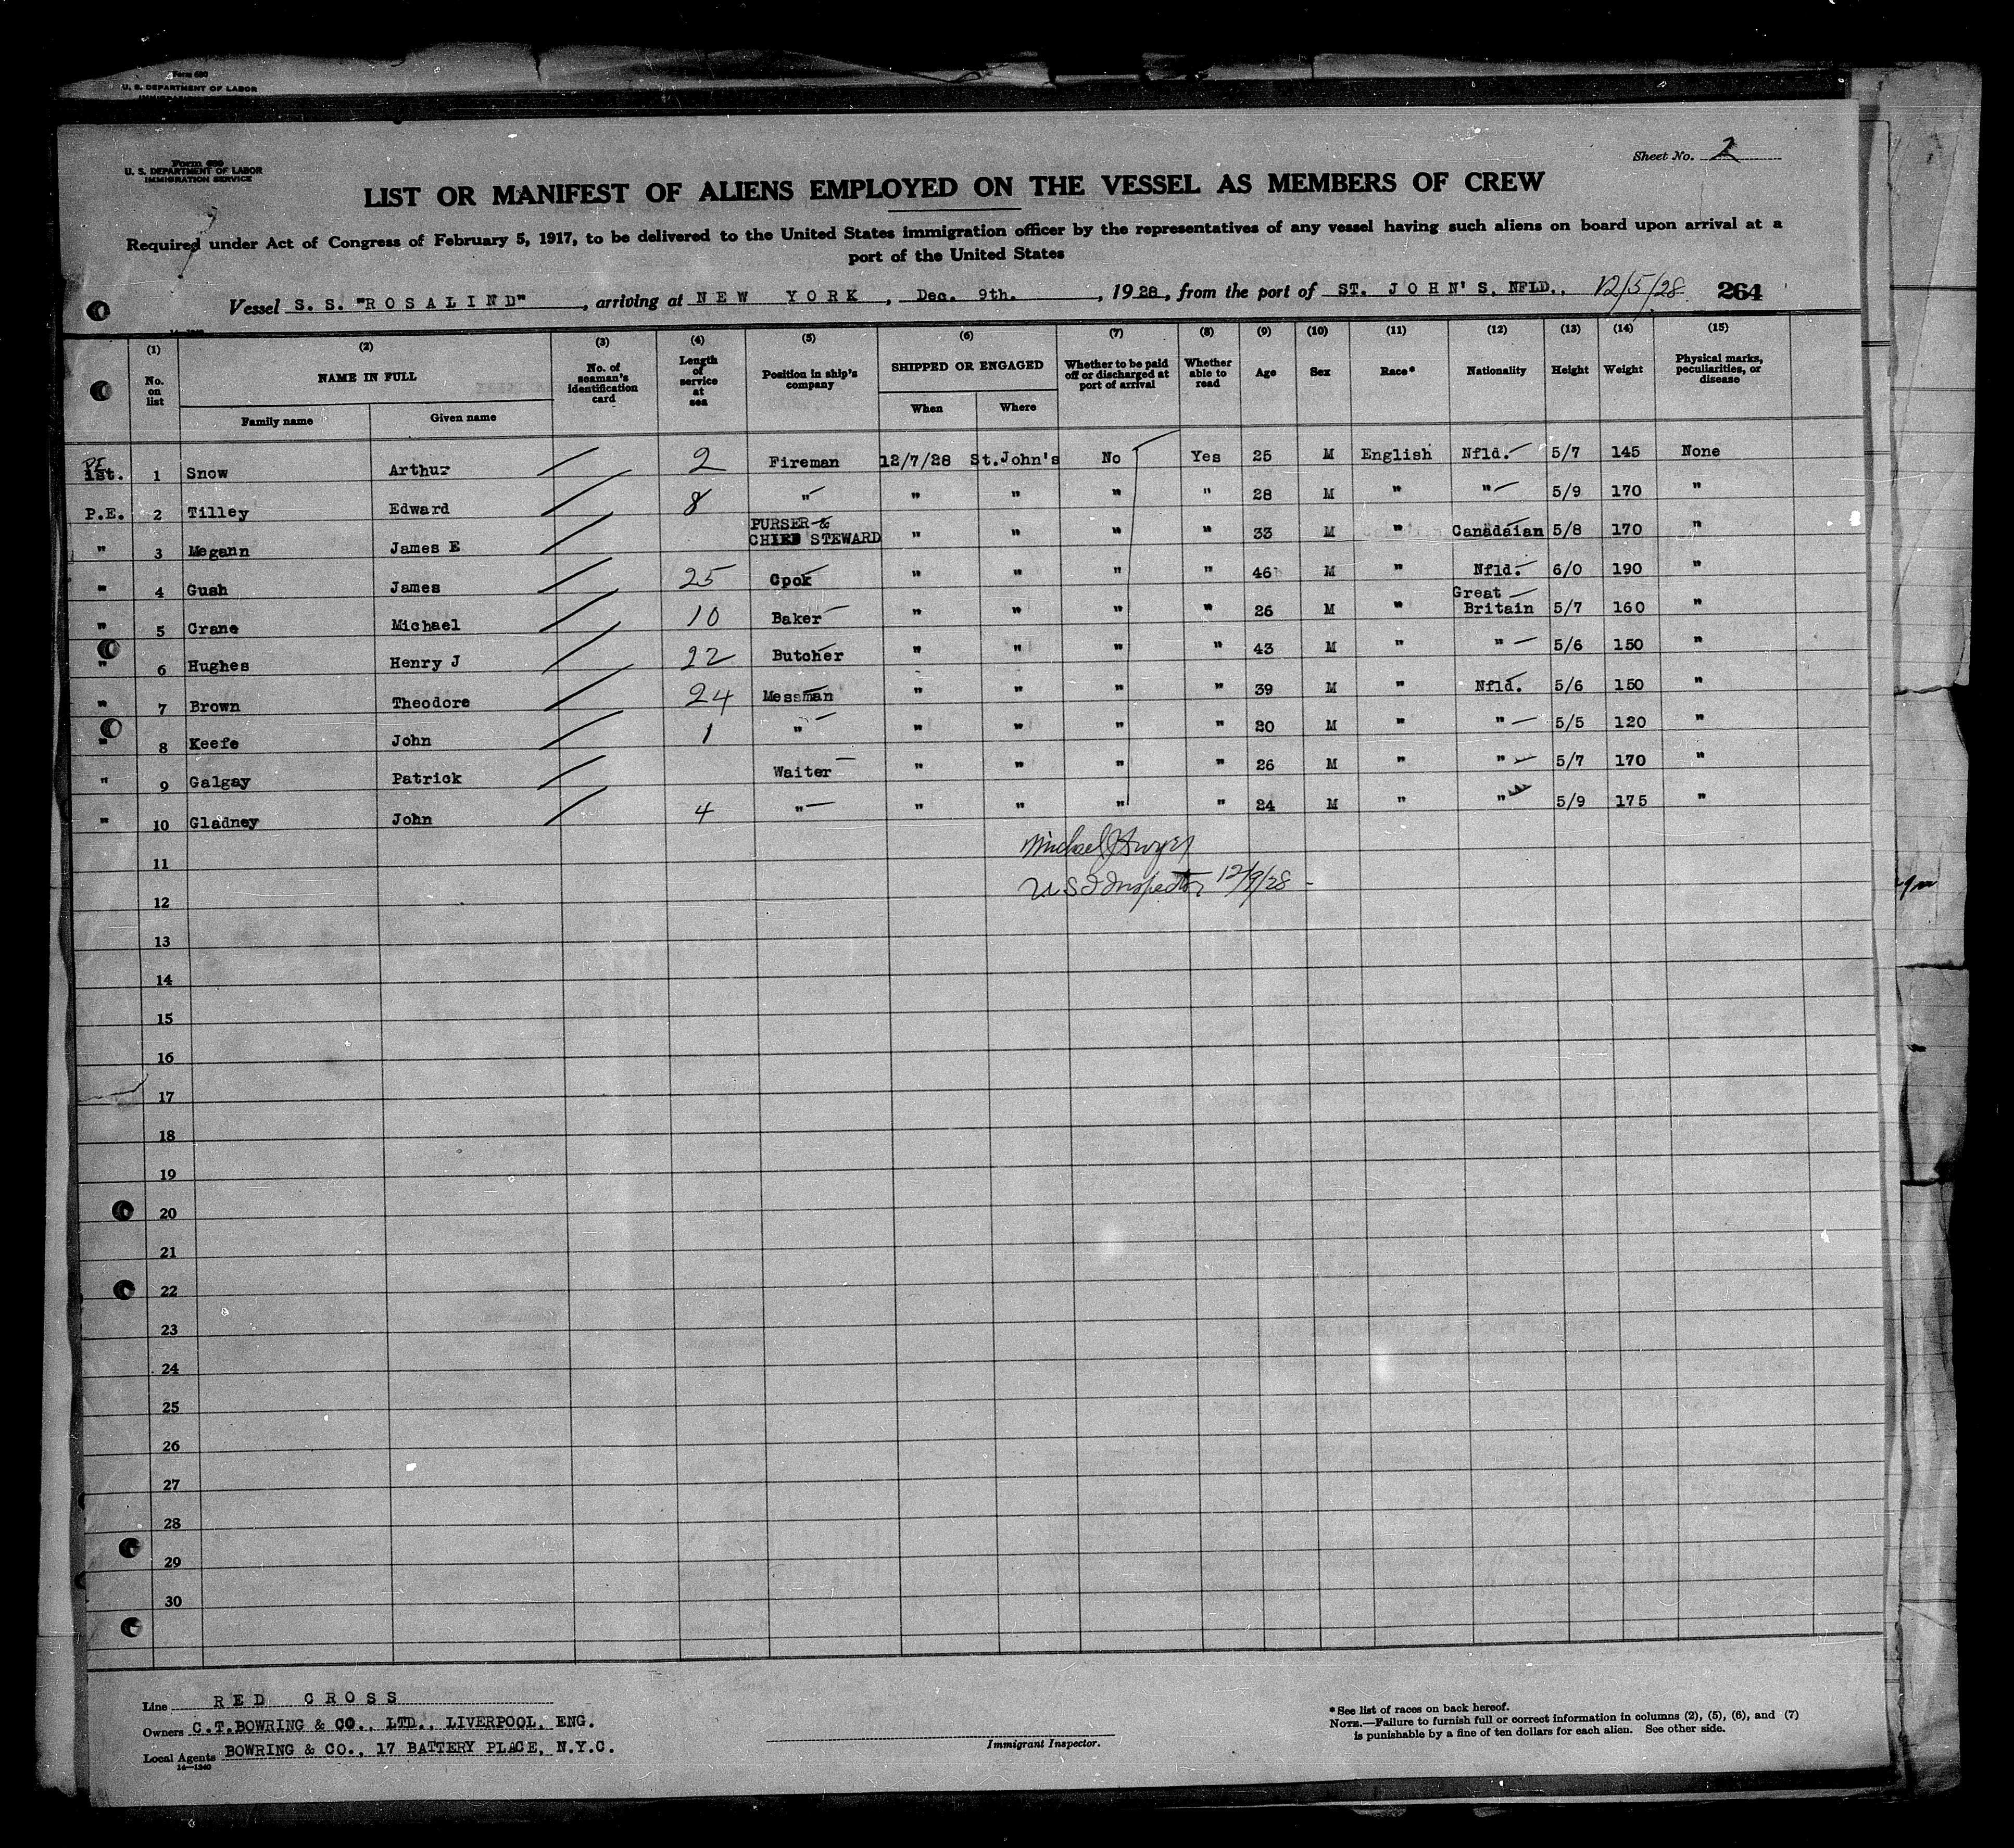 Form 680
U. S. DEPARTMENT OF LABOR
Form 680
U. S. DEPARTMENT OF LABOR
IMMIGRATION SERVICE
Sheet No. 2
LIST OR MANIFEST OF ALIENS EMPLOYED ON THE VESSEL AS MEMBERS OF CREW
Required under Act of Congress of February 5, 1917, to be delivered to the United States immigration officer by the representatives of any vessel having such aliens on board upon arrival at a
port of the United States
Vessel S. S. "ROSALIND", arriving at NEW YORK, Dec. 9th., 1928, from the port of ST. JOHN'S, NFLD.. 12/5/28 264
(1) (2) (3) (4) (5) (6) (7) (8) (9) (10) (11) (12) (13) (14) (15)
No. on list NAME IN FULL Family name Given name No. of seaman's identification card Length of service at sea Position in ship's company SHIPPED OR ENGAGED When Where Whether to be paid off or discharged at port of arrival Whether able to read Age Sex Race* Nationality Height Weight Physical marks, peculiarities, or disease
PE 1st. 1 Snow Arthur 2 Fireman 12/7/28 St.John's No Yes 25 M English Nfld. 5/7 145 None
P.E. 2 Tilley Edward 8 " " " " " 28 M " " 5/9 170 "
" 3 Megann James E PURSER & CHIEF STEWARD " " " " 33 M " Canadaian 5/8 170 "
" 4 Gush James 25 Cook " " " " 46 M " Nfld. 6/0 190 "
" 5 Crane Michael 10 Baker " " " " 26 M " Great Britain 5/7 160 "
" 6 Hughes Henry J 22 Butcher " " " " 43 M " " 5/6 150 "
" 7 Brown Theodore 24 Messman " " " " 39 M " Nfld. 5/6 150 "
" 8 Keefe John 1 " " " " " 20 M " " 5/5 120 "
" 9 Galgay Patrick Waiter " " " " 26 M " " 5/7 170 "
" 10 Gladney John 4 " " " " " 24 M " " 5/9 175 "
11
Michael
12
U S I Inspector 12/9/28
13
14
15
16
17
18
19
20
21
22
23
24
25
26
27
28
29
30
Line RED CROSS
Owners C.T.BOWRING & CO., LTD., LIVERPOOL, ENG.
Local Agents BOWRING & CO., 17 BATTERY PLACE, N.Y.C.
14—1240
Immigrant Inspector.
*See list of races on back hereof.
NOTE.—Failure to furnish full or correct information in columns (2), (5), (6), and (7)
is punishable by a fine of ten dollars for each alien. See other side.